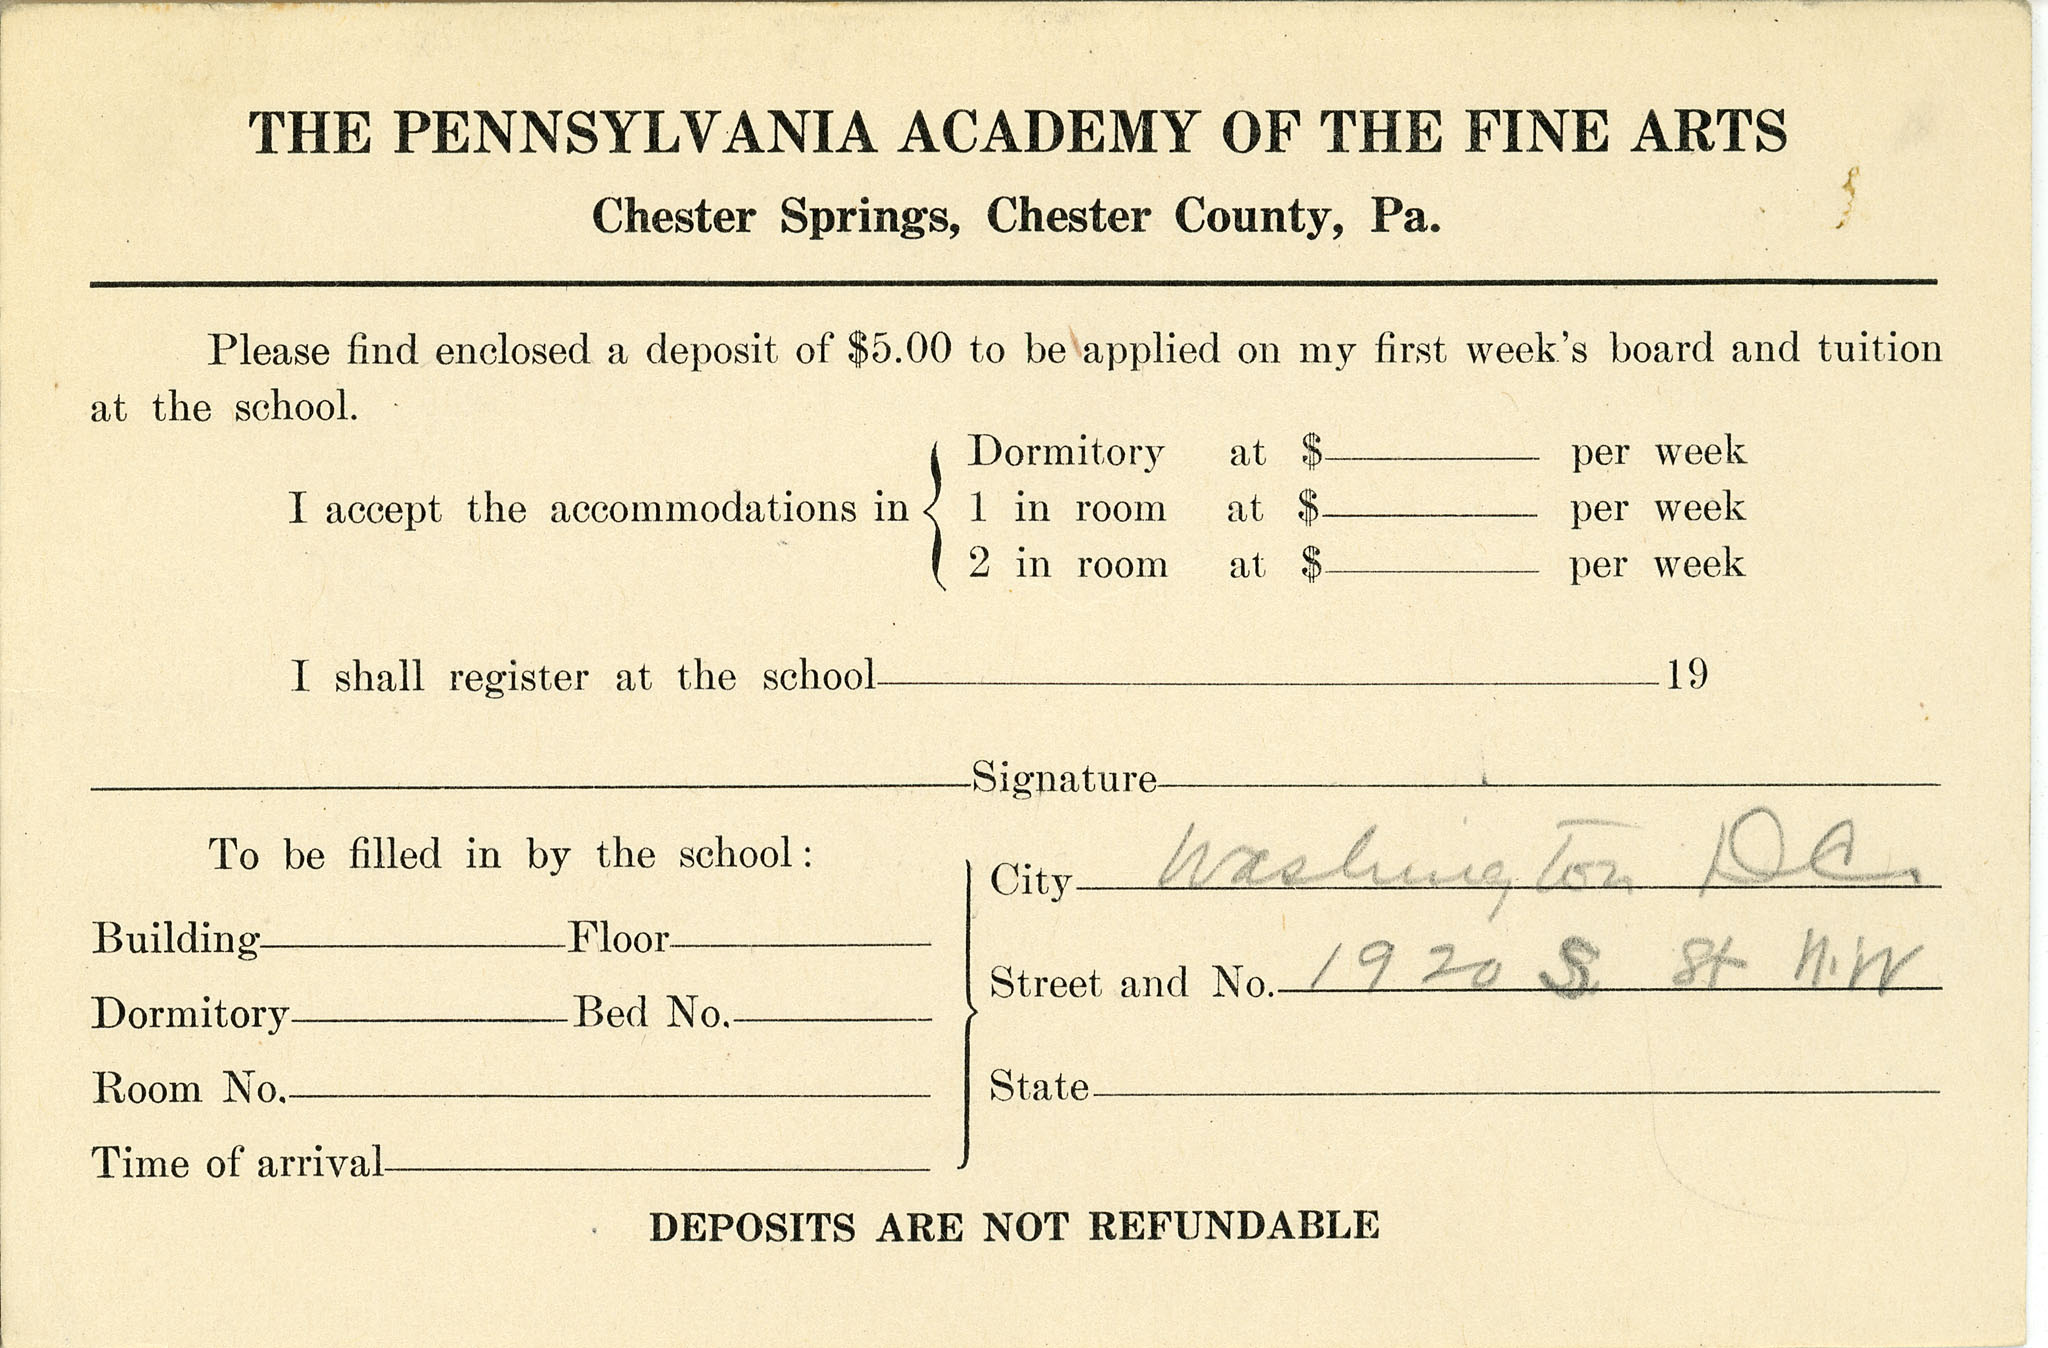 THE PENNSYLVANIA ACADEMY OF THE FINE ARTS
Chester Springs, Chester County, Pa.
Please find enclosed a deposit of $5.00 to be applied on my first week's board and tuition
at the school.
I accept the accommodations in
Dormitory at $ per week
1 in room at $ per week
2 in room at $ per week
I shall register at the school 19
Signature
To be filled in by the school:
Building Floor
Dormitory Bed No.
Room No.
Time of arrival
City Washington D.C.
Street and No. 1920 S. St N.W
State
DEPOSITS ARE NOT REFUNDABLE